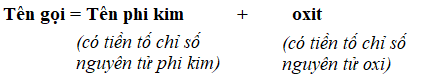 Tên gọi = Tên phi kim + oxit
(có tiền tố chỉ số (có tiền tố chỉ số
nguyên tử phi kim) nguyên tử oxi)